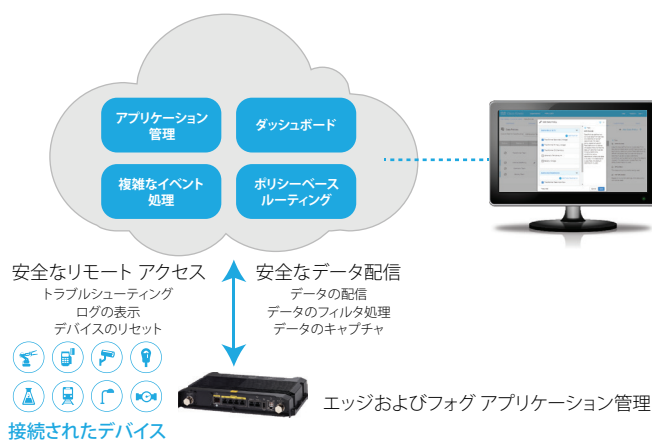 アプリケーション
管理
ダッシュボード
複雑なイベント
処理
ポリシーベース
ルーティング
安全なリモート アクセス
トラブルシューティング
ログの表示
デバイスのリセット
安全なデータ配信
データの配信
データのフィルタ処理
データのキャプチャ
エッジおよびフォグ アプリケーション管理
接続されたデバイス